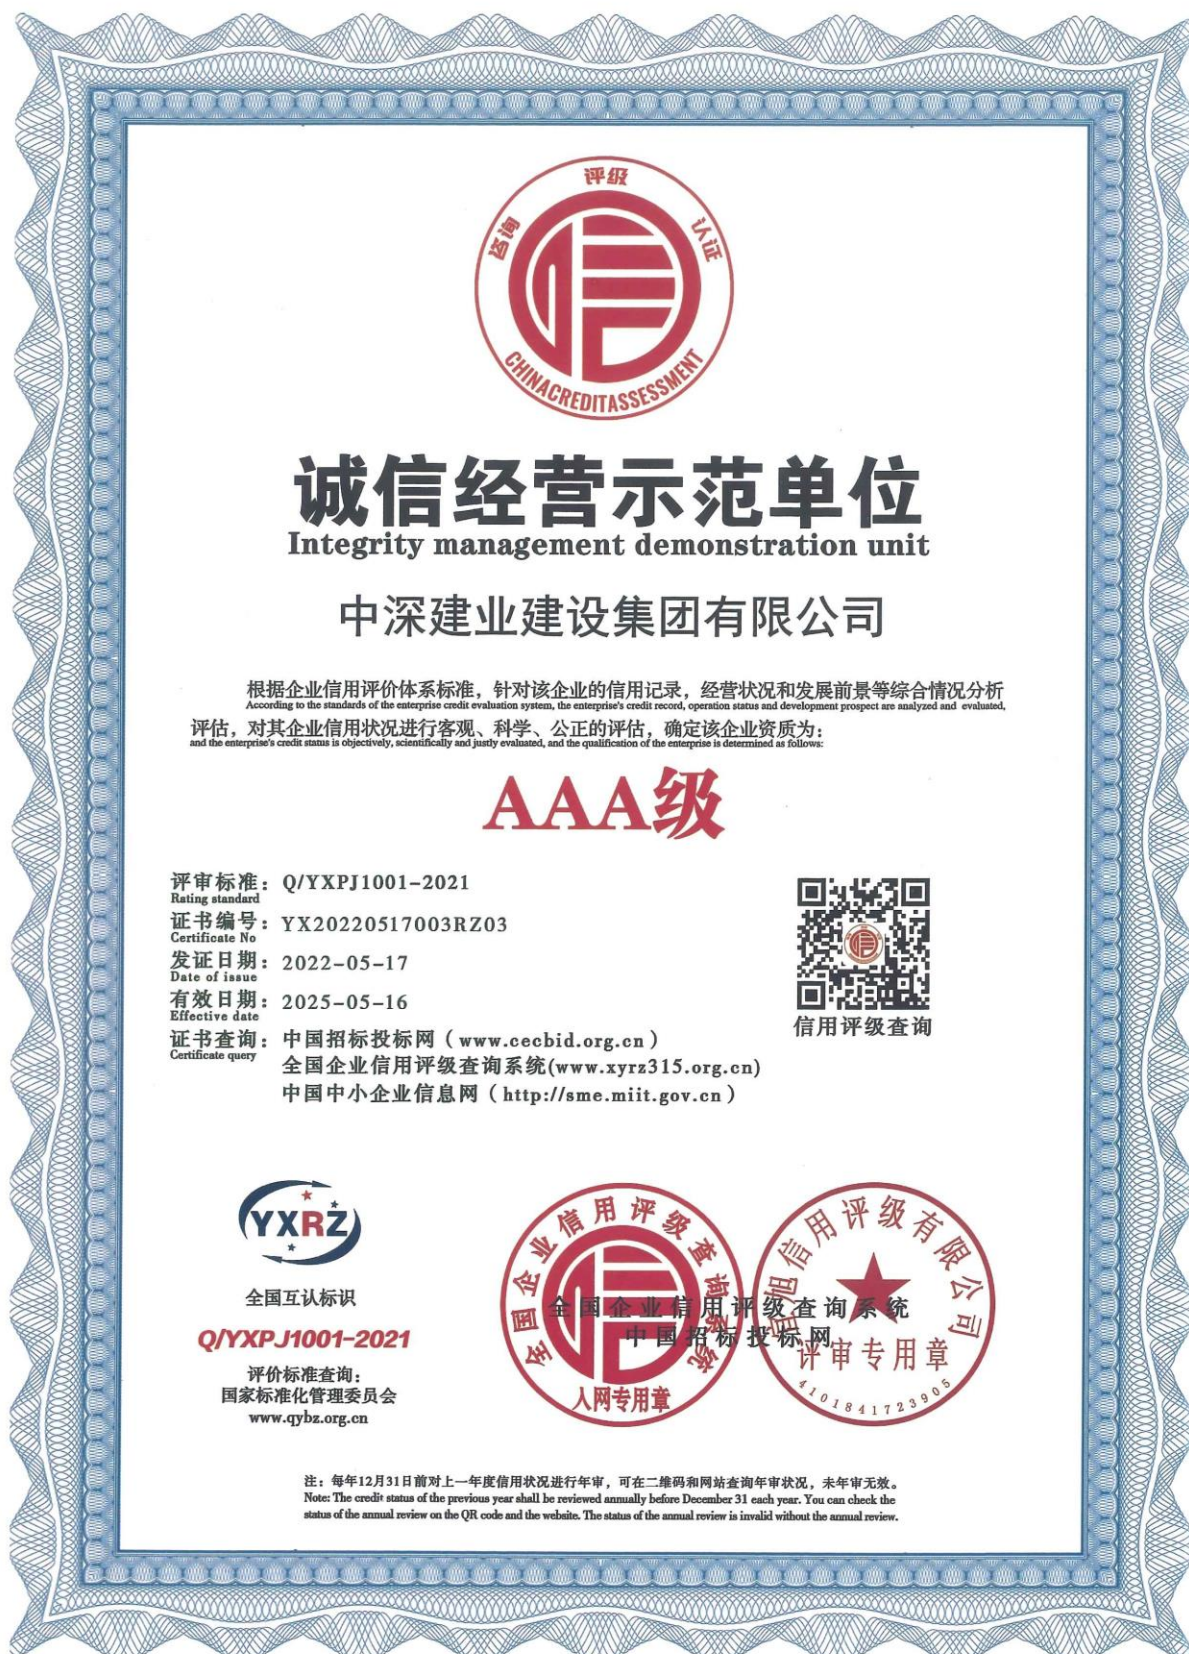 咨询 评级 认证
CHINACREDITASSESSMENT
诚信经营示范单位
Integrity management demonstration unit
中深建业建设集团有限公司
根据企业信用评价体系标准，针对该企业的信用记录，经营状况和发展前景等综合情况分析
According to the standards of the enterprise credit evaluation system, the enterprise's credit record, operation status and development prospect are analyzed and evaluated,
评估，对其企业信用状况进行客观、科学、公正的评估，确定该企业资质为：
and the enterprise's credit status is objectively, scientifically and justly evaluated, and the qualification of the enterprise is determined as follows:
AAA级
评审标准：Q/YXPJ1001-2021
Rating standard
证书编号：YX20220517003RZ03
Certificate No
发证日期：2022-05-17
Date of issue
有效日期：2025-05-16
Effective date
证书查询：中国招标投标网（www.cecbid.org.cn）
Certificate query
全国企业信用评级查询系统(www.xyrz315.org.cn)
中国中小企业信息网（http://sme.miit.gov.cn）
信用评级查询
YXRZ
全国互认标识
Q/YXPJ1001-2021
评价标准查询：
国家标准化管理委员会
www.qybz.org.cn
全国企业信用评级查询系统
入网专用章
全国企业信用评级查询系统
中国招标投标网
旭信用评级有限公司
评审专用章
4101841723905
注：每年12月31日前对上一年度信用状况进行年审，可在二维码和网站查询年审状况，未年审无效。
Note: The credit status of the previous year shall be reviewed annually before December 31 each year. You can check the
status of the annual review on the QR code and the website. The status of the annual review is invalid without the annual review.